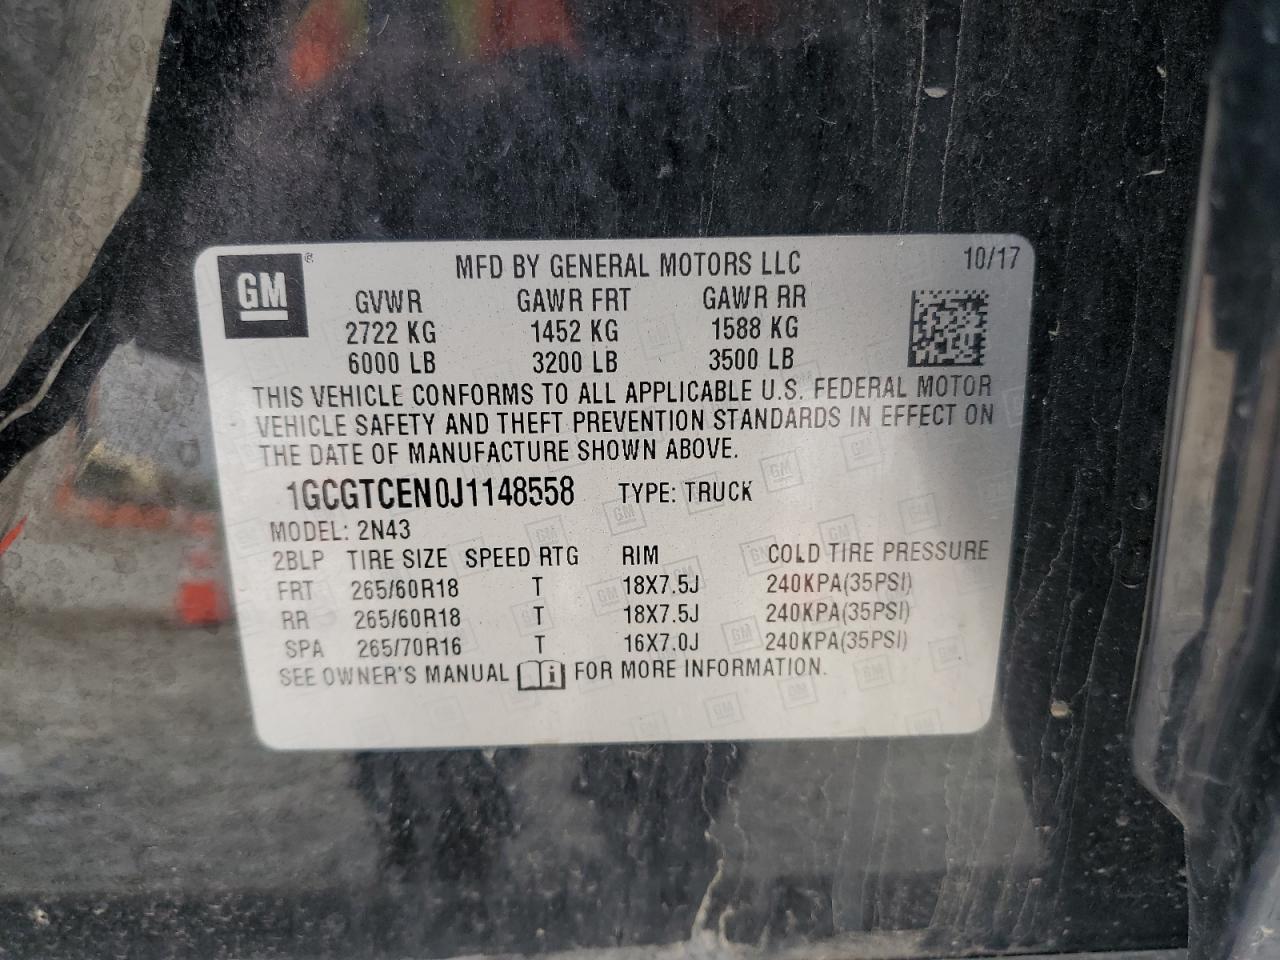 GM ® MFD BY GENERAL MOTORS LLC 10/17
GVWR GAWR FRT GAWR RR
2722 KG 1452 KG 1588 KG
6000 LB 3200 LB 3500 LB
THIS VEHICLE CONFORMS TO ALL APPLICABLE U.S. FEDERAL MOTOR
VEHICLE SAFETY AND THEFT PREVENTION STANDARDS IN EFFECT ON
THE DATE OF MANUFACTURE SHOWN ABOVE.
1GCGTCEN0J1148558 TYPE: TRUCK
MODEL: 2N43
2BLP TIRE SIZE SPEED RTG RIM COLD TIRE PRESSURE
FRT 265/60R18 T 18X7.5J 240KPA(35PSI)
RR 265/60R18 T 18X7.5J 240KPA(35PSI)
SPA 265/70R16 T 16X7.0J 240KPA(35PSI)
SEE OWNER'S MANUAL i FOR MORE INFORMATION.